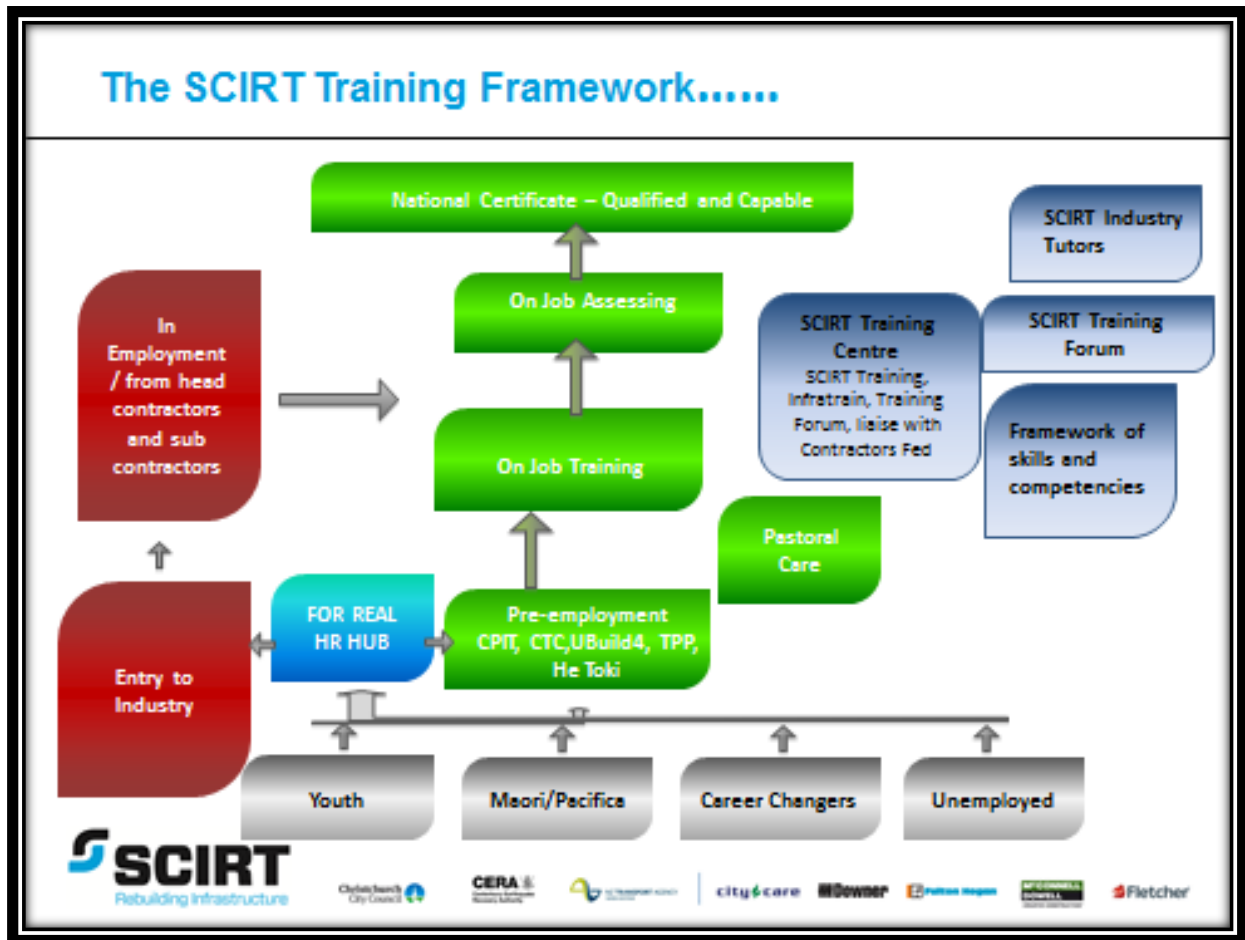 The SCIRT Training Framework......
National Certificate – Qualified and Capable
SCIRT Industry
Tutors
On Job Assessing
In
Employment
/ from head
contractors
and sub
contractors
SCIRT Training
Centre
SCIRT Training,
Infratrain, Training
Forum, liaise with
Contractors Fed
SCIRT Training
Forum
On Job Training
Framework of
skills and
competencies
Pastoral
Care
FOR REAL
HR HUB
Pre-employment
CPIT, CTC,UBuild4, TPP,
He Toki
Entry to
Industry
Youth
Maori/Pacifica
Career Changers
Unemployed
SCIRT
Rebuilding Infrastructure
Christchurch
City Council
CERA
TRANSPORT AGENCY
city care
Downer
Fulton Hogan
McCONNELL
DOWELL
Fletcher